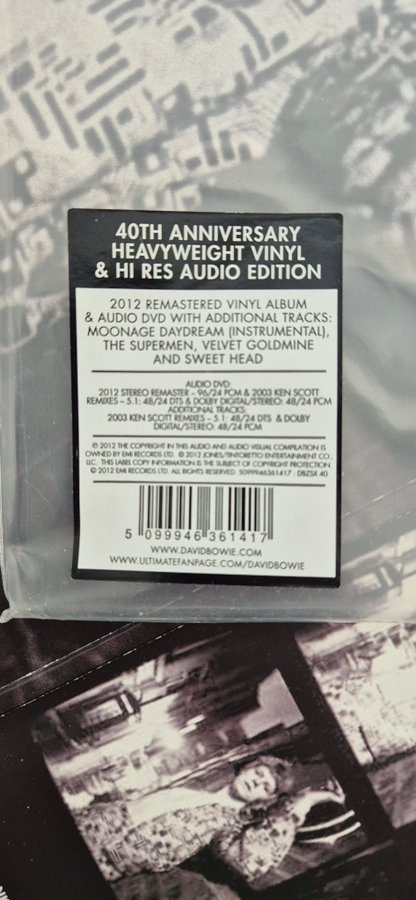 40TH ANNIVERSARY
HEAVYWEIGHT VINYL
& HI RES AUDIO EDITION
2012 REMASTERED VINYL ALBUM
& AUDIO DVD WITH ADDITIONAL TRACKS:
MOONAGE DAYDREAM (INSTRUMENTAL),
THE SUPERMEN, VELVET GOLDMINE
AND SWEET HEAD
AUDIO DVD:
2012 STEREO REMASTER – 96/24 PCM & 2003 KEN SCOTT
REMIXES – 5.1: 48/24 DTS & DOLBY DIGITAL/STEREO: 48/24 PCM
ADDITIONAL TRACKS:
2003 KEN SCOTT REMIXES – 5.1: 48/24 DTS & DOLBY
DIGITAL/STEREO: 48/24 PCM
℗ 2012 THE COPYRIGHT IN THIS AUDIO AND AUDIO VISUAL COMPILATION IS
OWNED BY EMI RECORDS LTD. © 2012 JONES/TINTORETTO ENTERTAINMENT CO.,
LLC. THIS LABEL COPY INFORMATION IS THE SUBJECT OF COPYRIGHT PROTECTION.
© 2012 EMI RECORDS LTD. ALL RIGHTS RESERVED. 5099946361417 | DBZSX 40
5 099946 361417
WWW.DAVIDBOWIE.COM
WWW.ULTIMATEFANPAGE.COM/DAVIDBOWIE